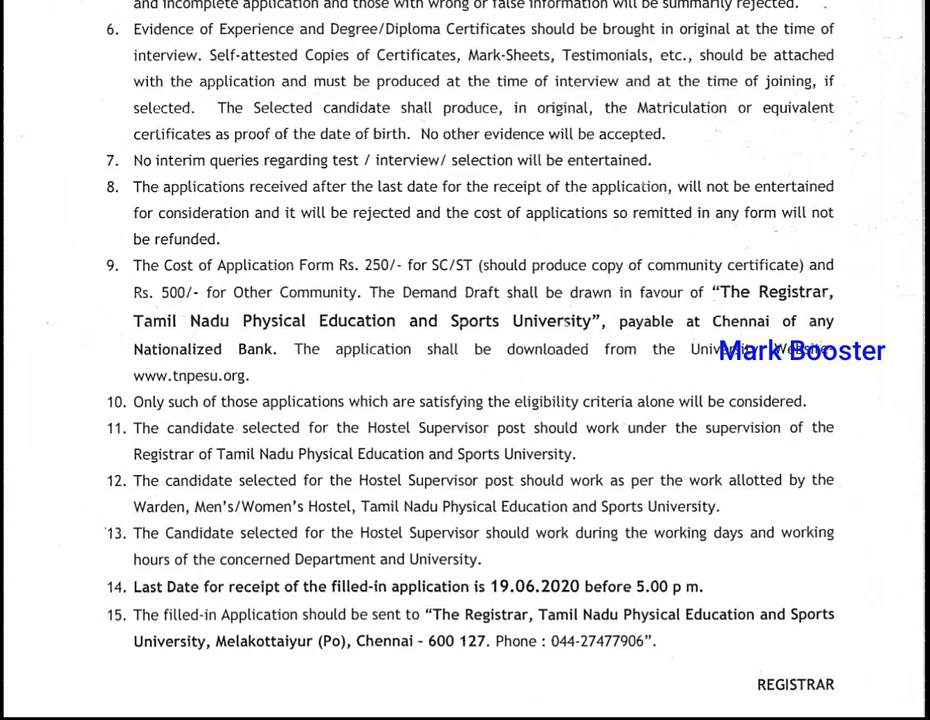 and incomplete application and those with wrong or false information will be summarily rejected.
6. Evidence of Experience and Degree/Diploma Certificates should be brought in original at the time of
interview. Self-attested Copies of Certificates, Mark-Sheets, Testimonials, etc., should be attached
with the application and must be produced at the time of interview and at the time of joining, if
selected. The Selected candidate shall produce, in original, the Matriculation or equivalent
certificates as proof of the date of birth. No other evidence will be accepted.
7. No interim queries regarding test / interview/ selection will be entertained.
8. The applications received after the last date for the receipt of the application, will not be entertained
for consideration and it will be rejected and the cost of applications so remitted in any form will not
be refunded.
9. The Cost of Application Form Rs. 250/- for SC/ST (should produce copy of community certificate) and
Rs. 500/- for Other Community. The Demand Draft shall be drawn in favour of “The Registrar,
Tamil Nadu Physical Education and Sports University”, payable at Chennai of any
Nationalized Bank. The application shall be downloaded from the University Website
Mark Booster
www.tnpesu.org.
10. Only such of those applications which are satisfying the eligibility criteria alone will be considered.
11. The candidate selected for the Hostel Supervisor post should work under the supervision of the
Registrar of Tamil Nadu Physical Education and Sports University.
12. The candidate selected for the Hostel Supervisor post should work as per the work allotted by the
Warden, Men’s/Women’s Hostel, Tamil Nadu Physical Education and Sports University.
13. The Candidate selected for the Hostel Supervisor should work during the working days and working
hours of the concerned Department and University.
14. Last Date for receipt of the filled-in application is 19.06.2020 before 5.00 p m.
15. The filled-in Application should be sent to “The Registrar, Tamil Nadu Physical Education and Sports
University, Melakottaiyur (Po), Chennai - 600 127. Phone : 044-27477906”.
REGISTRAR